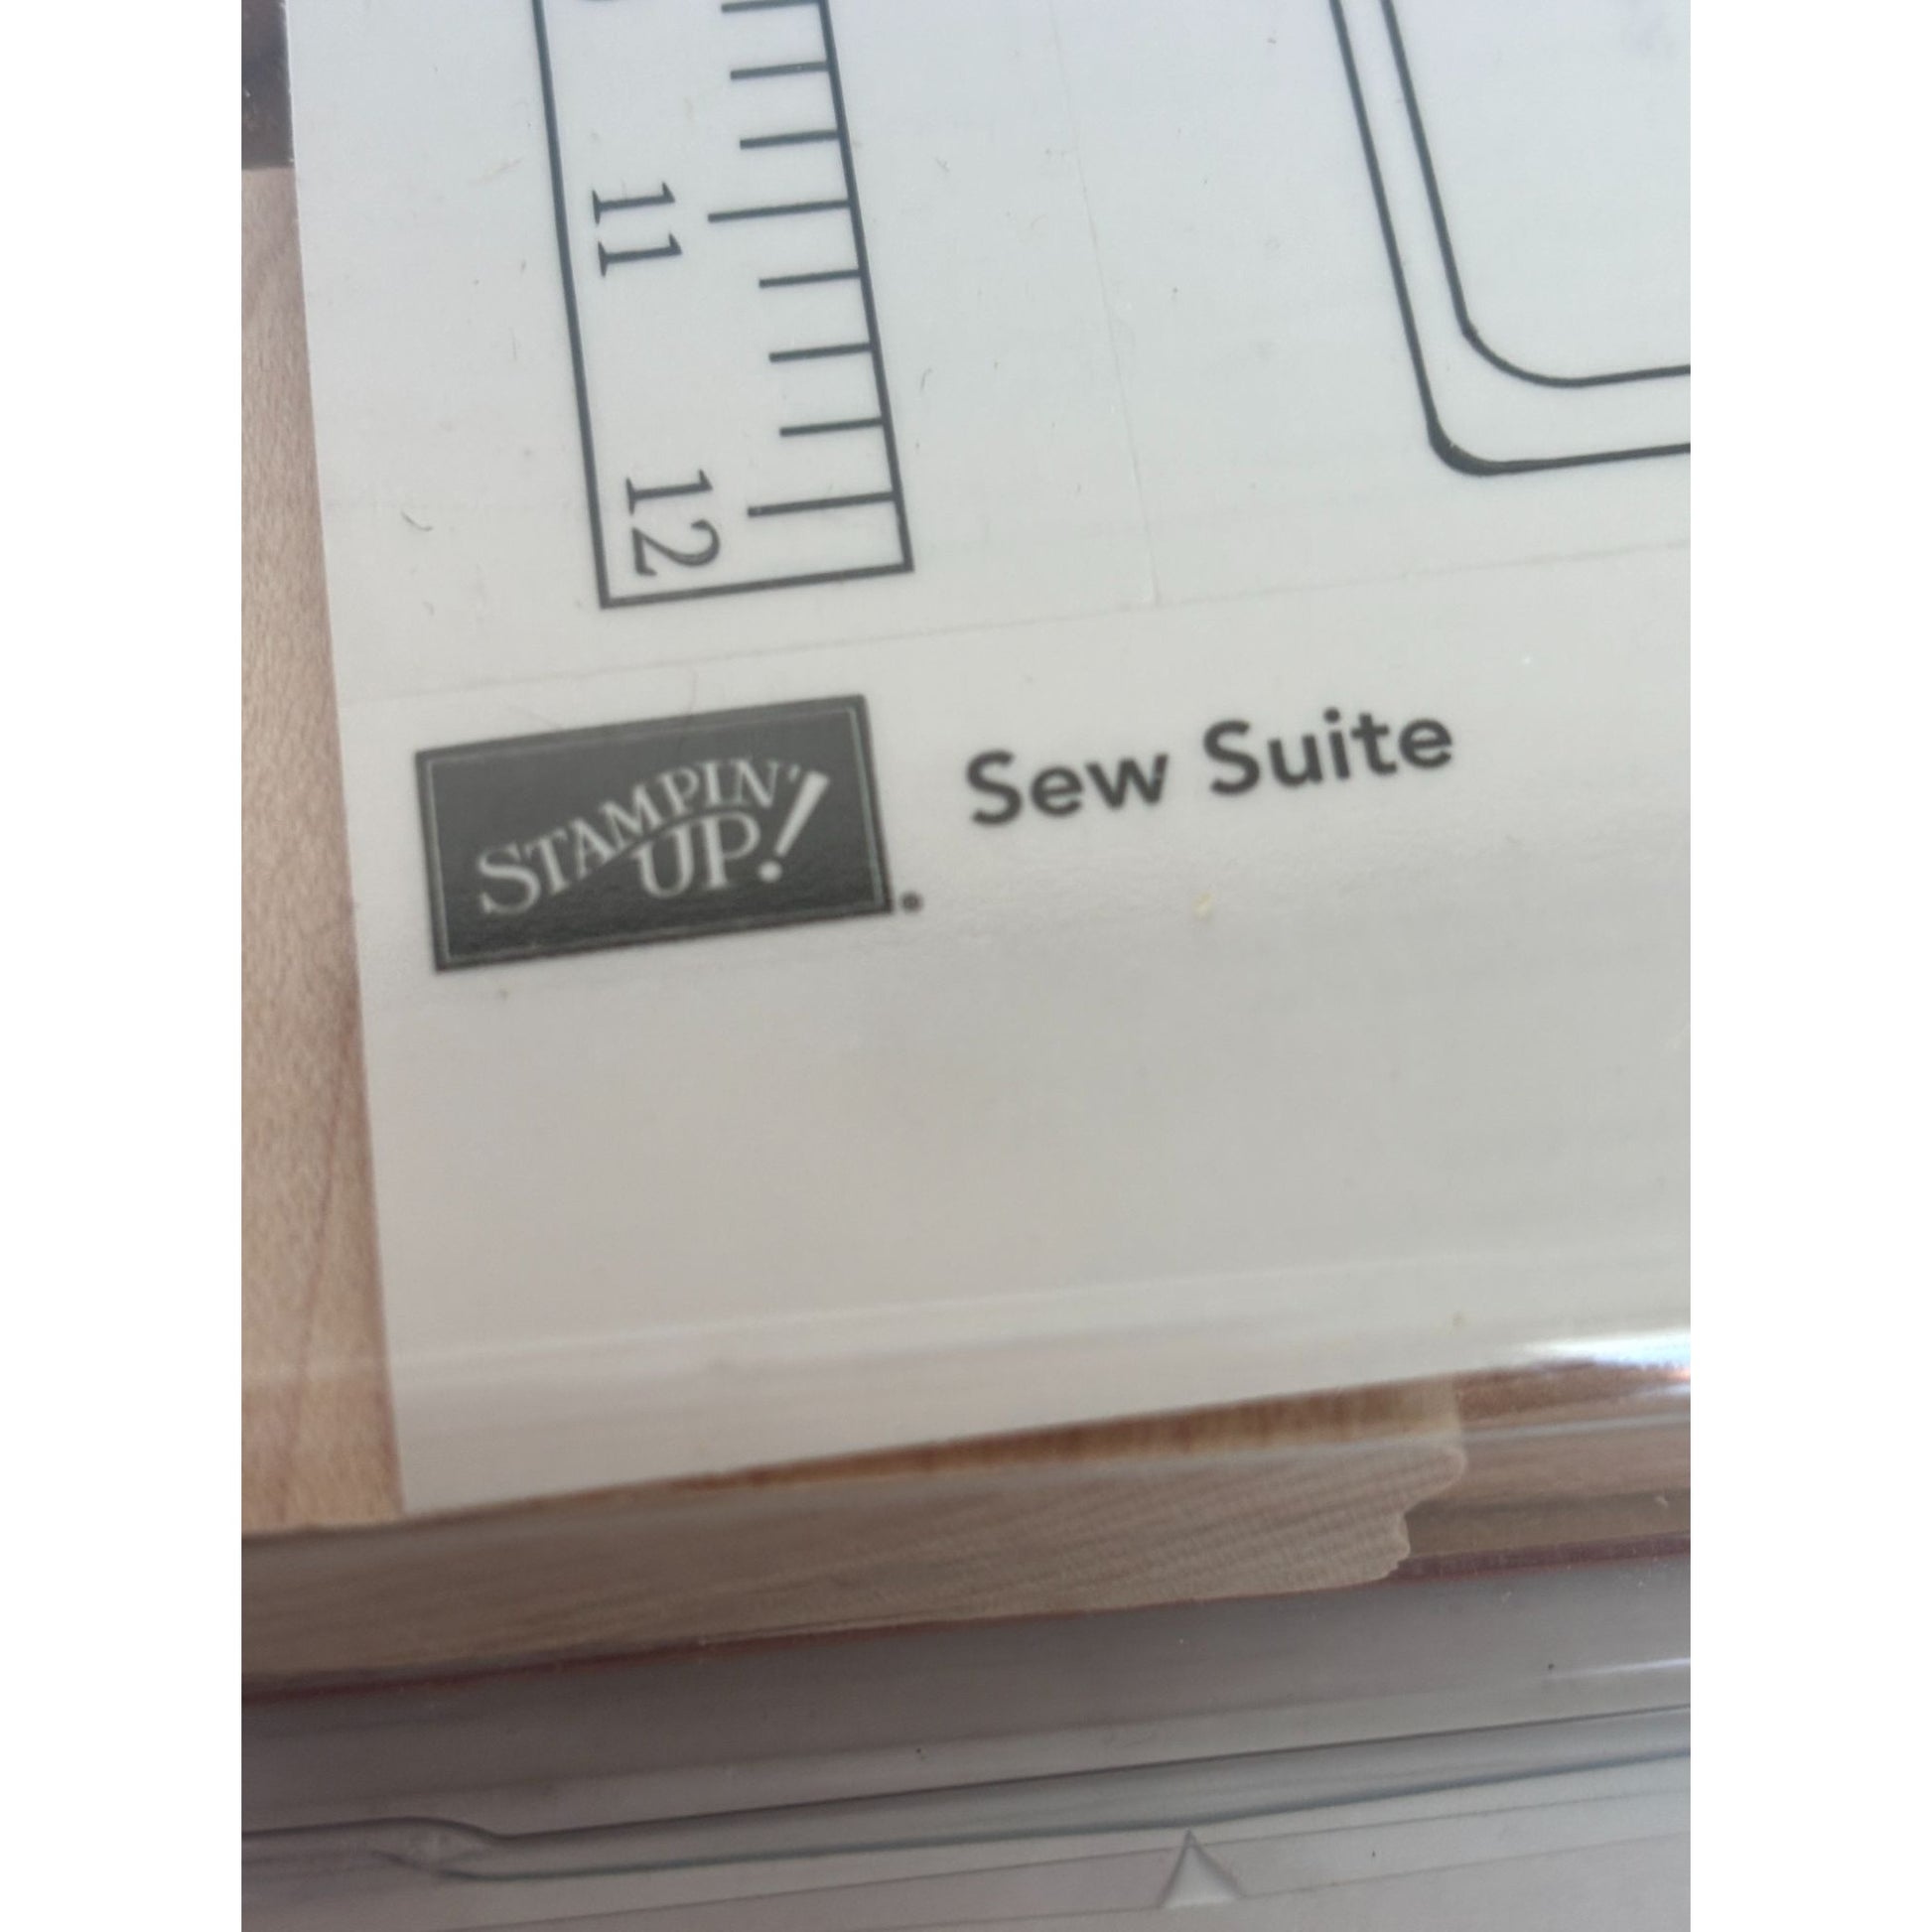 11
12
STAMPIN'
UP!
Sew Suite